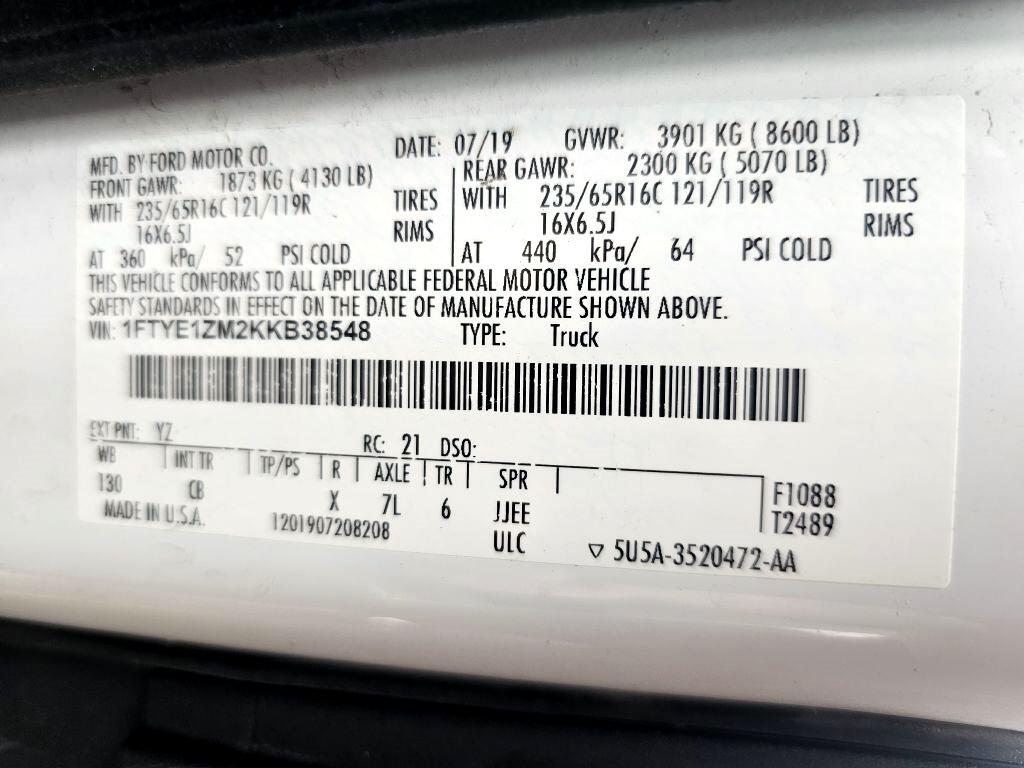 MFD. BY FORD MOTOR CO. DATE: 07/19 GVWR: 3901 KG ( 8600 LB)
FRONT GAWR: 1873 KG ( 4130 LB) REAR GAWR: 2300 KG ( 5070 LB)
WITH 235/65R16C 121/119R TIRES WITH 235/65R16C 121/119R TIRES
16X6.5J RIMS 16X6.5J RIMS
AT 360 kPa/ 52 PSI COLD AT 440 kPa/ 64 PSI COLD
THIS VEHICLE CONFORMS TO ALL APPLICABLE FEDERAL MOTOR VEHICLE
SAFETY STANDARDS IN EFFECT ON THE DATE OF MANUFACTURE SHOWN ABOVE.
VIN: 1FTYE1ZM2KKB38548 TYPE: Truck
EXT PNT: YZ RC: 21 DSO:
WB INT TR TP/PS R AXLE TR SPR
130 CB X 7L 6 JJEE F1088
MADE IN U.S.A. 1201907208208 ULC T2489
▽ 5U5A-3520472-AA